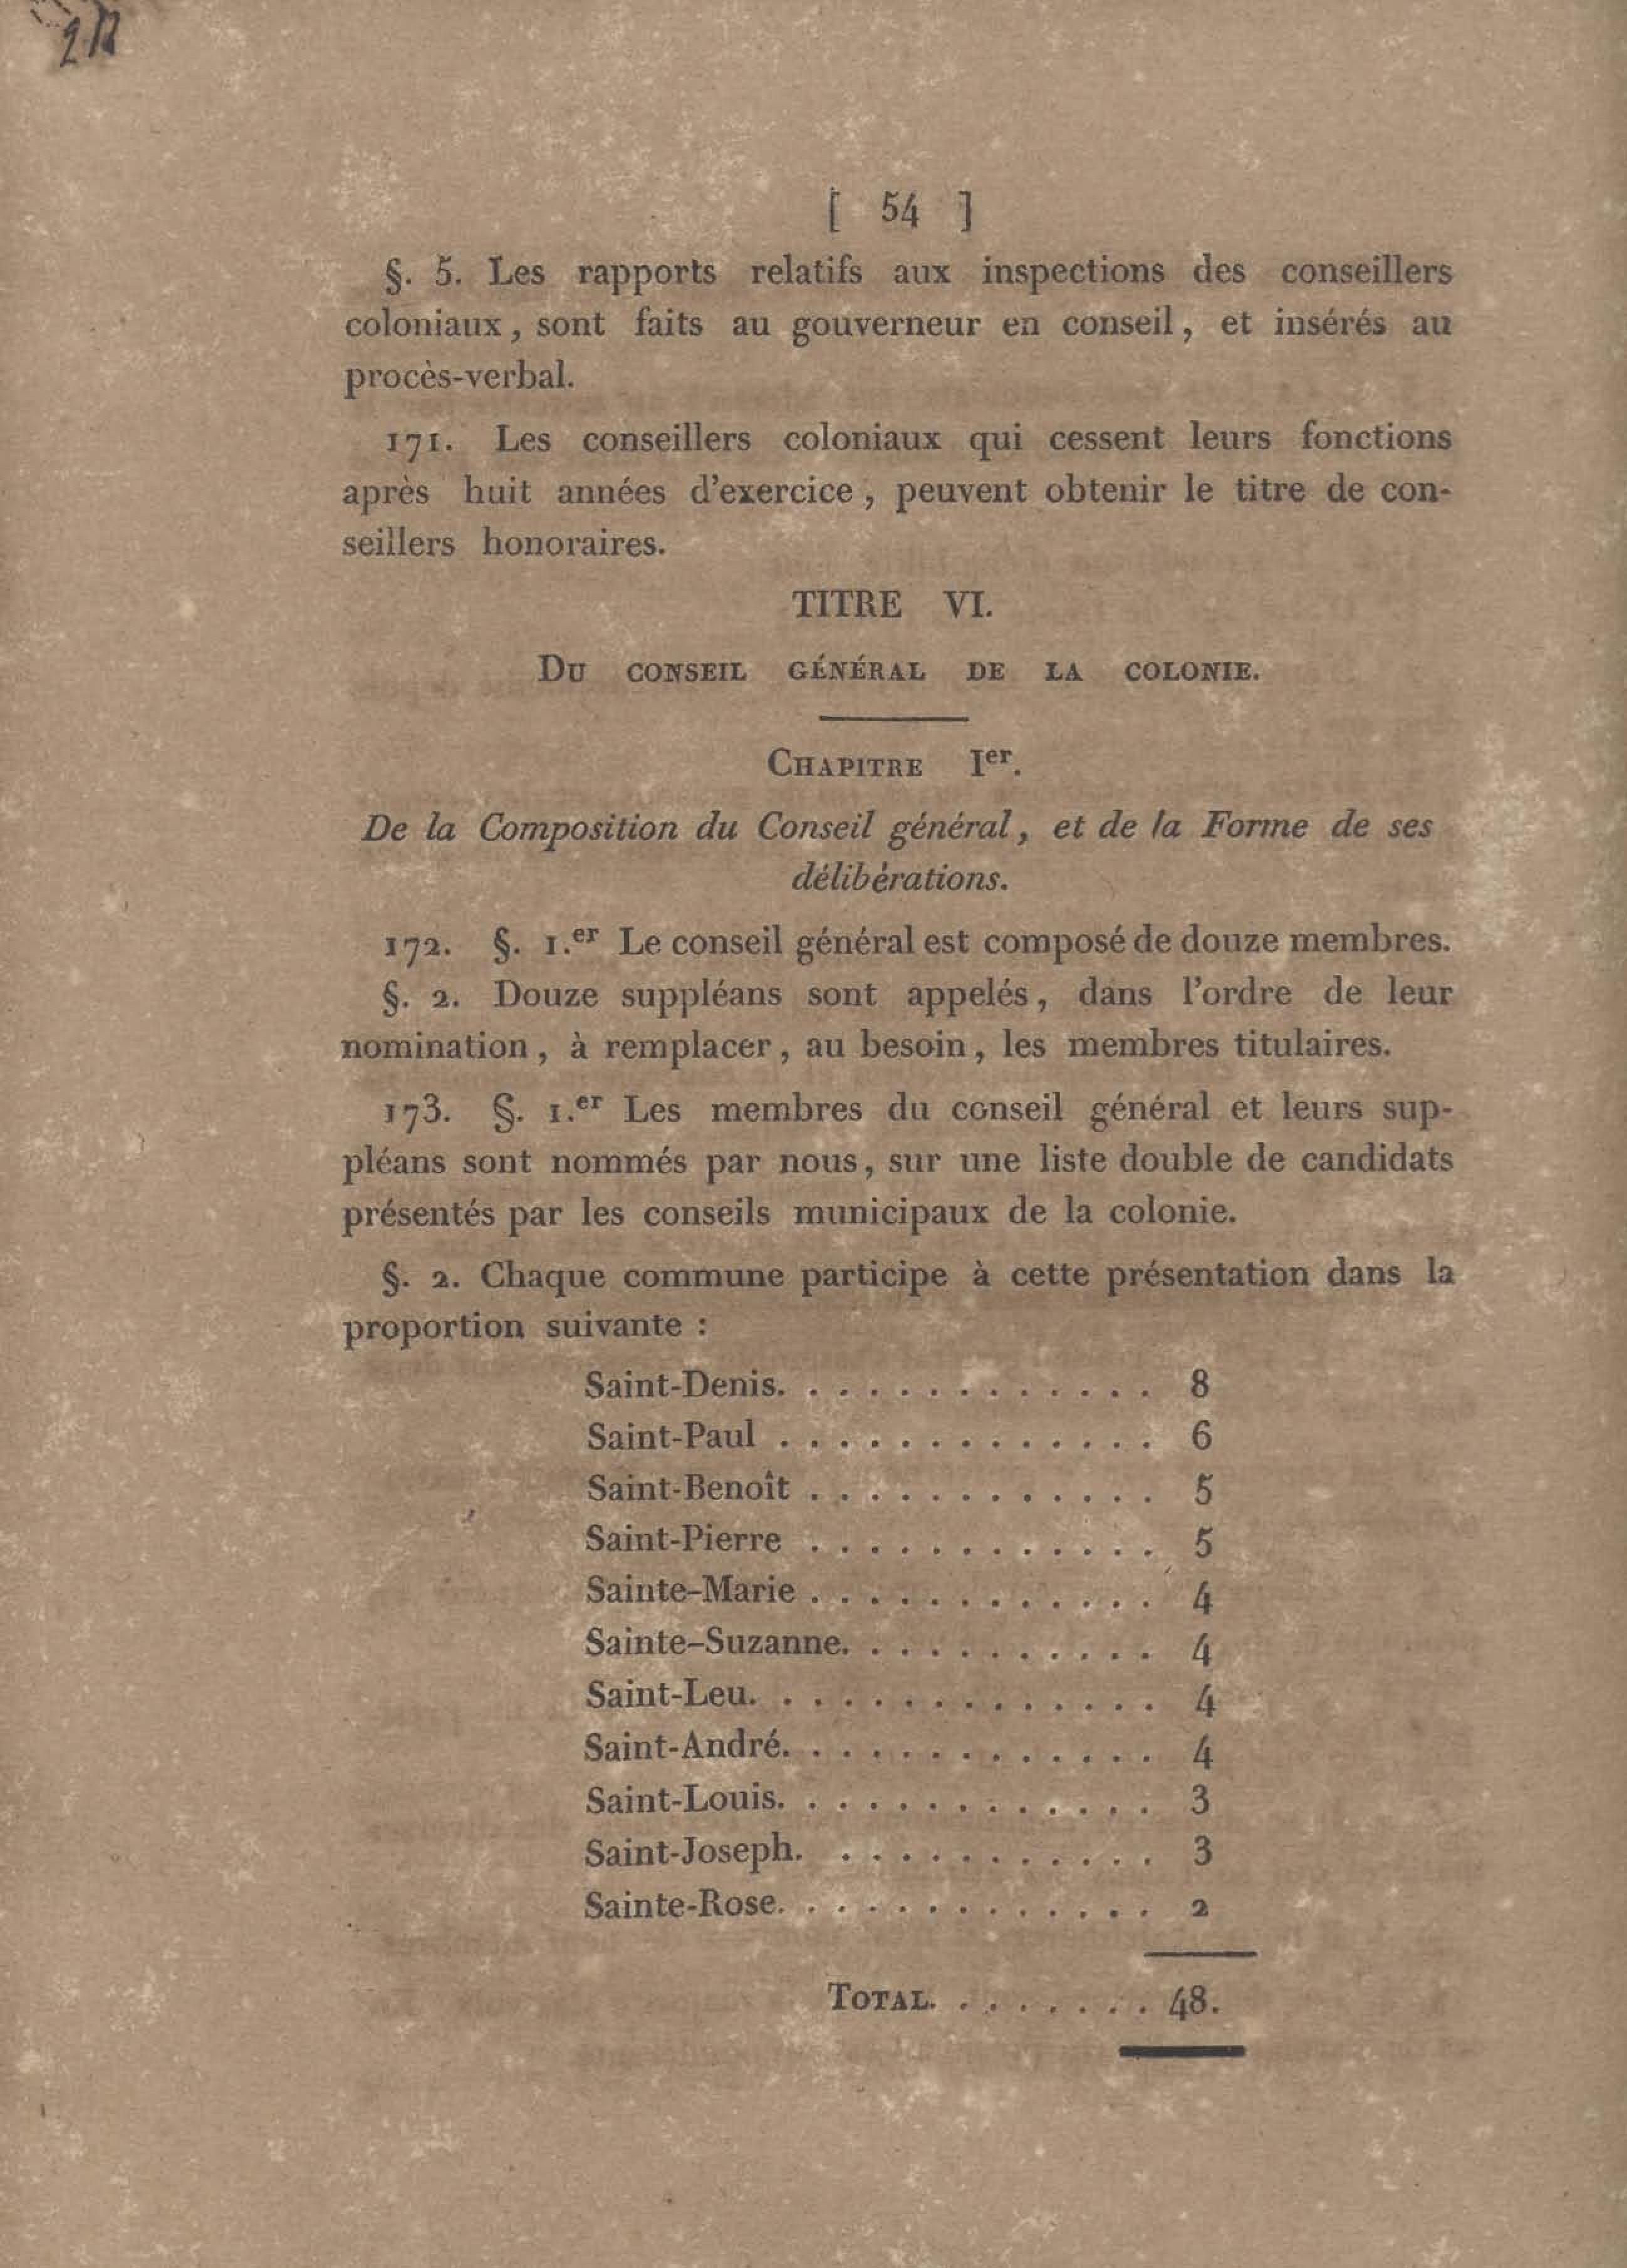 [ 54 ]
§. 5. Les rapports relatifs aux inspections des conseillers
coloniaux, sont faits au gouverneur en conseil, et insérés au
procès-verbal.
171. Les conseillers coloniaux qui cessent leurs fonctions
après huit années d'exercice, peuvent obtenir le titre de con-
seillers honoraires.
TITRE VI.
DU CONSEIL GÉNÉRAL DE LA COLONIE.
CHAPITRE Ier.
De la Composition du Conseil général, et de la Forme de ses
délibérations.
172. §. 1.er Le conseil général est composé de douze membres.
§. 2. Douze suppléans sont appelés, dans l'ordre de leur
nomination, à remplacer, au besoin, les membres titulaires.
173. §. 1.er Les membres du conseil général et leurs sup-
pléans sont nommés par nous, sur une liste double de candidats
présentés par les conseils municipaux de la colonie.
§. 2. Chaque commune participe à cette présentation dans la
proportion suivante :
Saint-Denis. . . . . . . . . . . . . 8
Saint-Paul . . . . . . . . . . . . . 6
Saint-Benoît . . . . . . . . . . . . 5
Saint-Pierre . . . . . . . . . . . . 5
Sainte-Marie . . . . . . . . . . . . 4
Sainte-Suzanne. . . . . . . . . . . 4
Saint-Leu. . . . . . . . . . . . . . 4
Saint-André. . . . . . . . . . . . . 4
Saint-Louis. . . . . . . . . . . . . 3
Saint-Joseph. . . . . . . . . . . . 3
Sainte-Rose. . . . . . . . . . . . . 2
TOTAL. . . . . . . . 48.